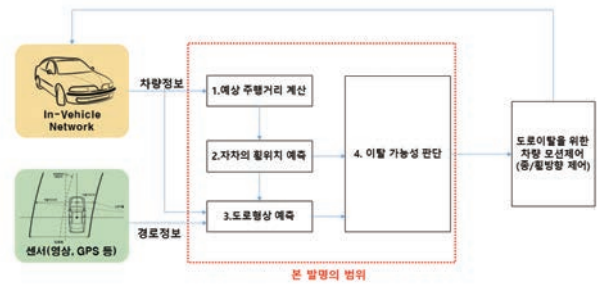 In-Vehicle
Network
차량정보
센서(영상, GPS 등)
경로정보
1.예상 주행거리 계산
2.자차의 횡위치 예측
3.도로형상 예측
4. 이탈 가능성 판단
도로이탈을 위한
차량 모션제어
(종/횡방향 제어)
본 발명의 범위